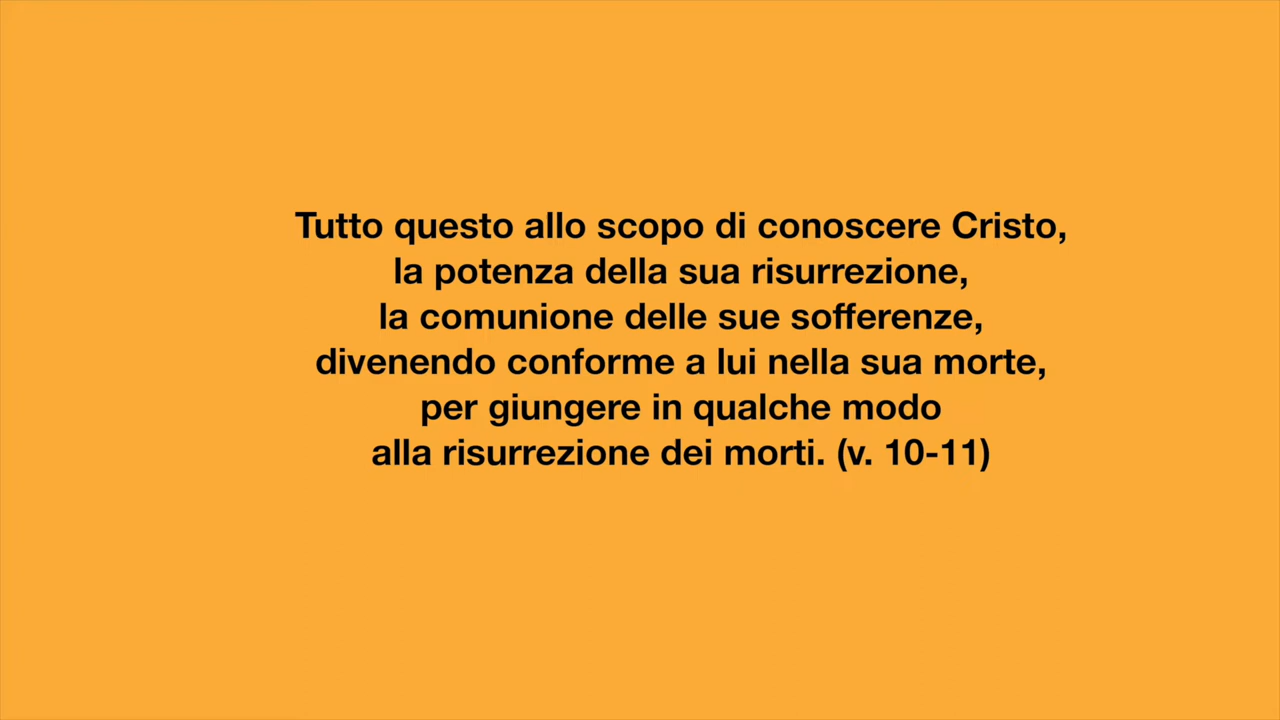 Tutto questo allo scopo di conoscere Cristo,
la potenza della sua risurrezione,
la comunione delle sue sofferenze,
divenendo conforme a lui nella sua morte,
per giungere in qualche modo
alla risurrezione dei morti. (v. 10-11)